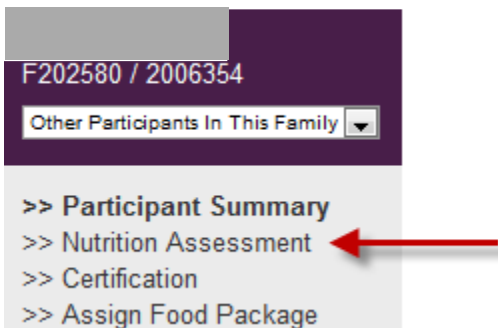 F202580 / 2006354
Other Participants In This Family
>> Participant Summary
>> Nutrition Assessment
>> Certification
>> Assign Food Package